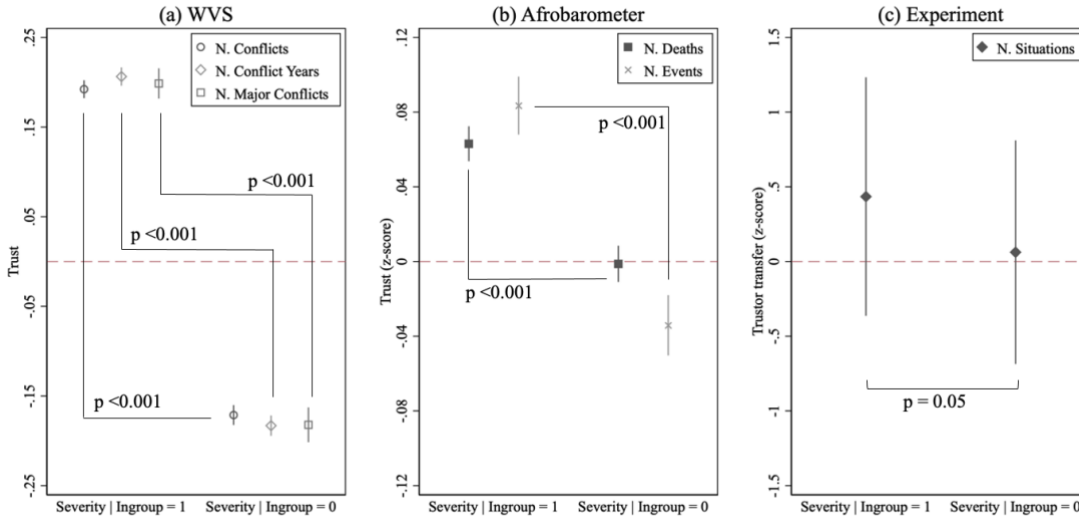 (a) WVS
N. Conflicts
N. Conflict Years
N. Major Conflicts
Trust
.25
.15
.05
0
-.05
-.15
-.25
p <0.001
p <0.001
p <0.001
Severity | Ingroup = 1
Severity | Ingroup = 0
(b) Afrobarometer
N. Deaths
N. Events
Trust (z-score)
.12
.08
.04
0
-.04
-.08
-.12
p <0.001
p <0.001
Severity | Ingroup = 1
Severity | Ingroup = 0
(c) Experiment
N. Situations
Trustor transfer (z-score)
1.5
1
.5
0
-.5
-1
-1.5
p = 0.05
Severity | Ingroup = 1
Severity | Ingroup = 0